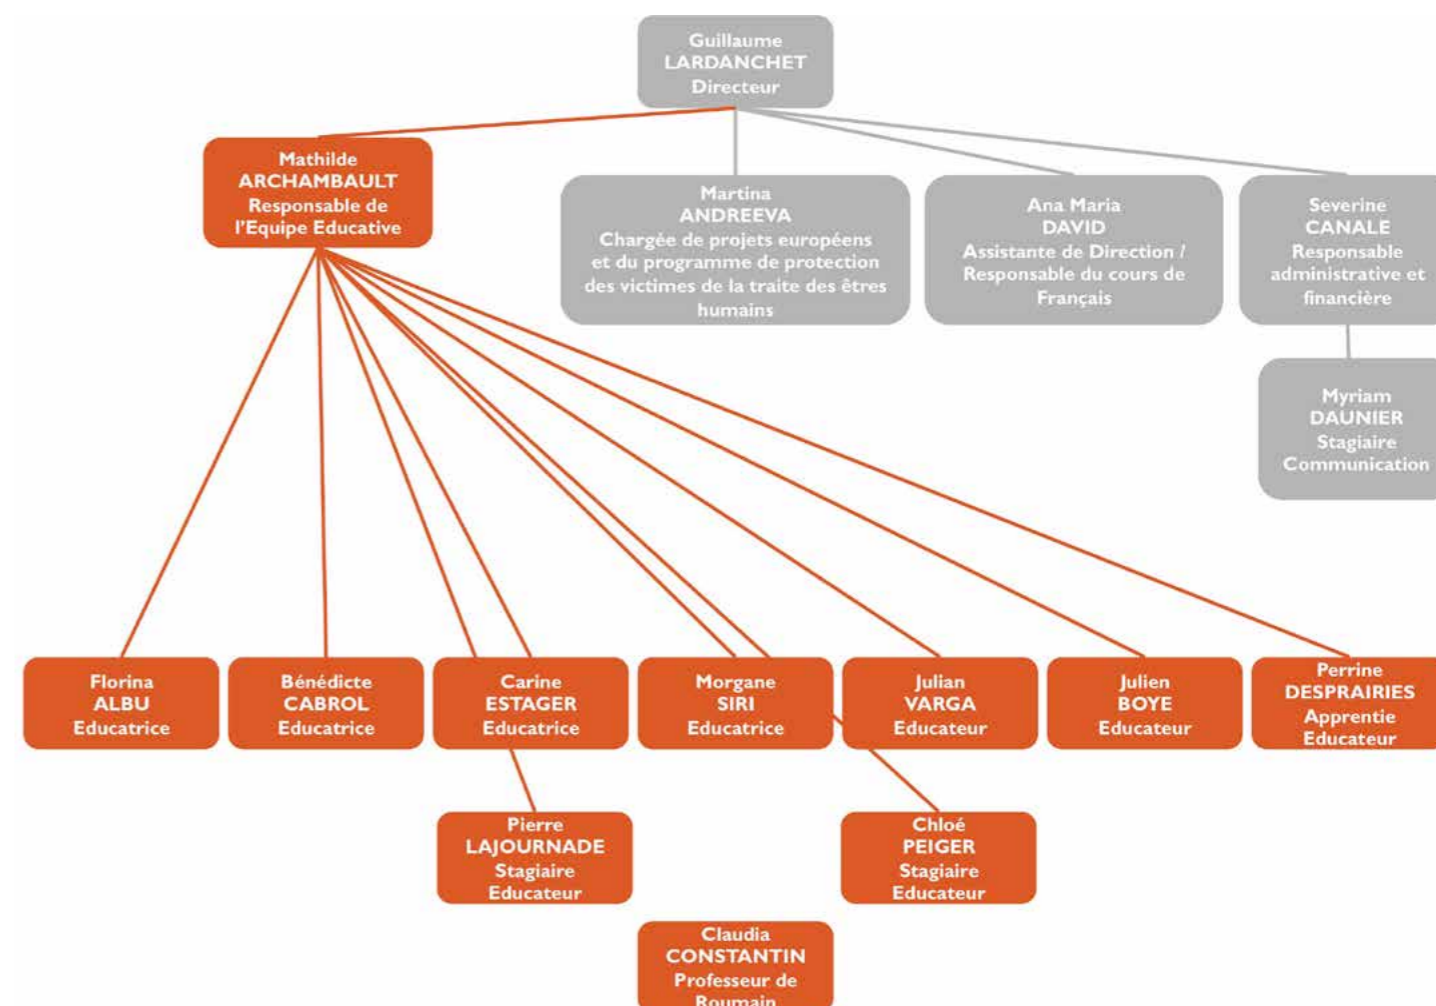 Guillaume
LARDANCHET
Directeur
Mathilde
ARCHAMBAULT
Responsable de
l'Equipe Educative
Martina
ANDREEVA
Chargée de projets européens
et du programme de protection
des victimes de la traite des êtres
humains
Ana Maria
DAVID
Assistante de Direction /
Responsable du cours de
Français
Severine
CANALE
Responsable
administrative et
financière
Myriam
DAUNIER
Stagiaire
Communication
Florina
ALBU
Educatrice
Bénédicte
CABROL
Educatrice
Carine
ESTAGER
Educatrice
Morgane
SIRI
Educatrice
Julian
VARGA
Educateur
Julien
BOYE
Educateur
Perrine
DESPRAIRIES
Apprentie
Educateur
Pierre
LAJOURNADE
Stagiaire
Educateur
Chloé
PEIGER
Stagiaire
Educateur
Claudia
CONSTANTIN
Professeur de
Roumain